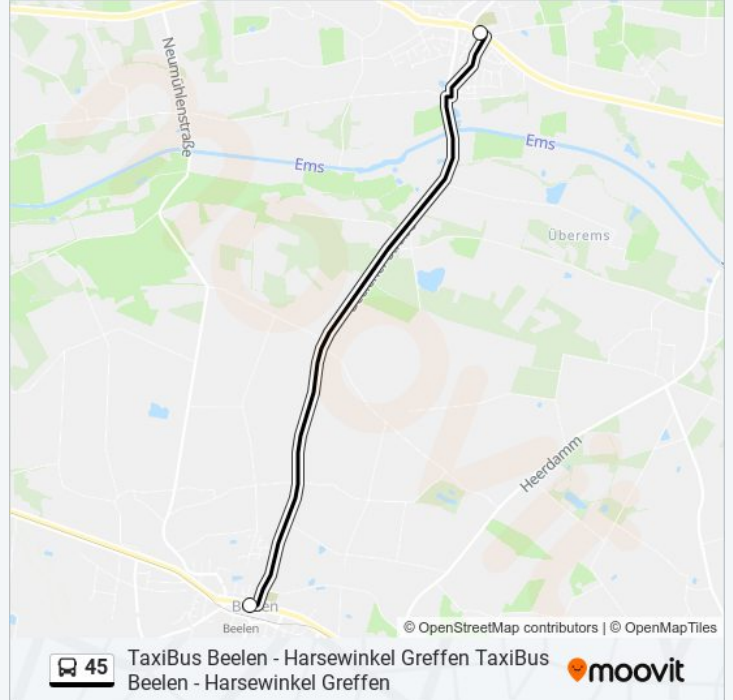 Neumühlenstraße
Ems
Ems
Überems
Heerdamm
Beelen
© OpenStreetMap contributors | © OpenMapTiles
45
TaxiBus Beelen - Harsewinkel Greffen TaxiBus
Beelen - Harsewinkel Greffen
moovit